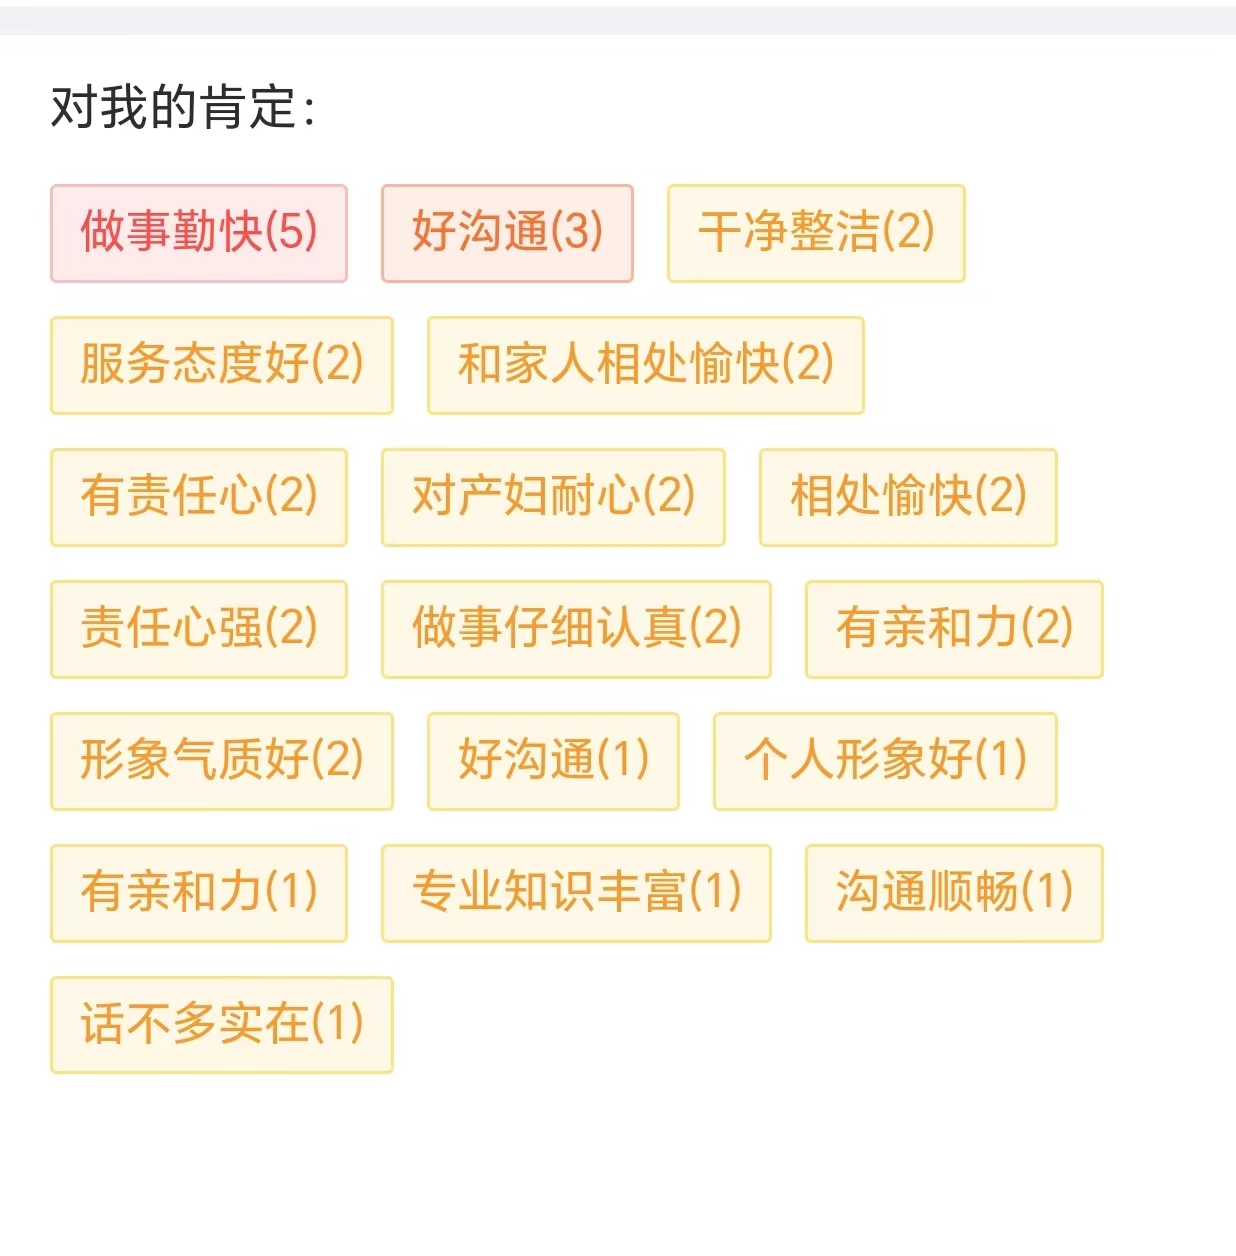 对我的肯定：
做事勤快(5) 好沟通(3) 干净整洁(2)
服务态度好(2) 和家人相处愉快(2)
有责任心(2) 对产妇耐心(2) 相处愉快(2)
责任心强(2) 做事仔细认真(2) 有亲和力(2)
形象气质好(2) 好沟通(1) 个人形象好(1)
有亲和力(1) 专业知识丰富(1) 沟通顺畅(1)
话不多实在(1)